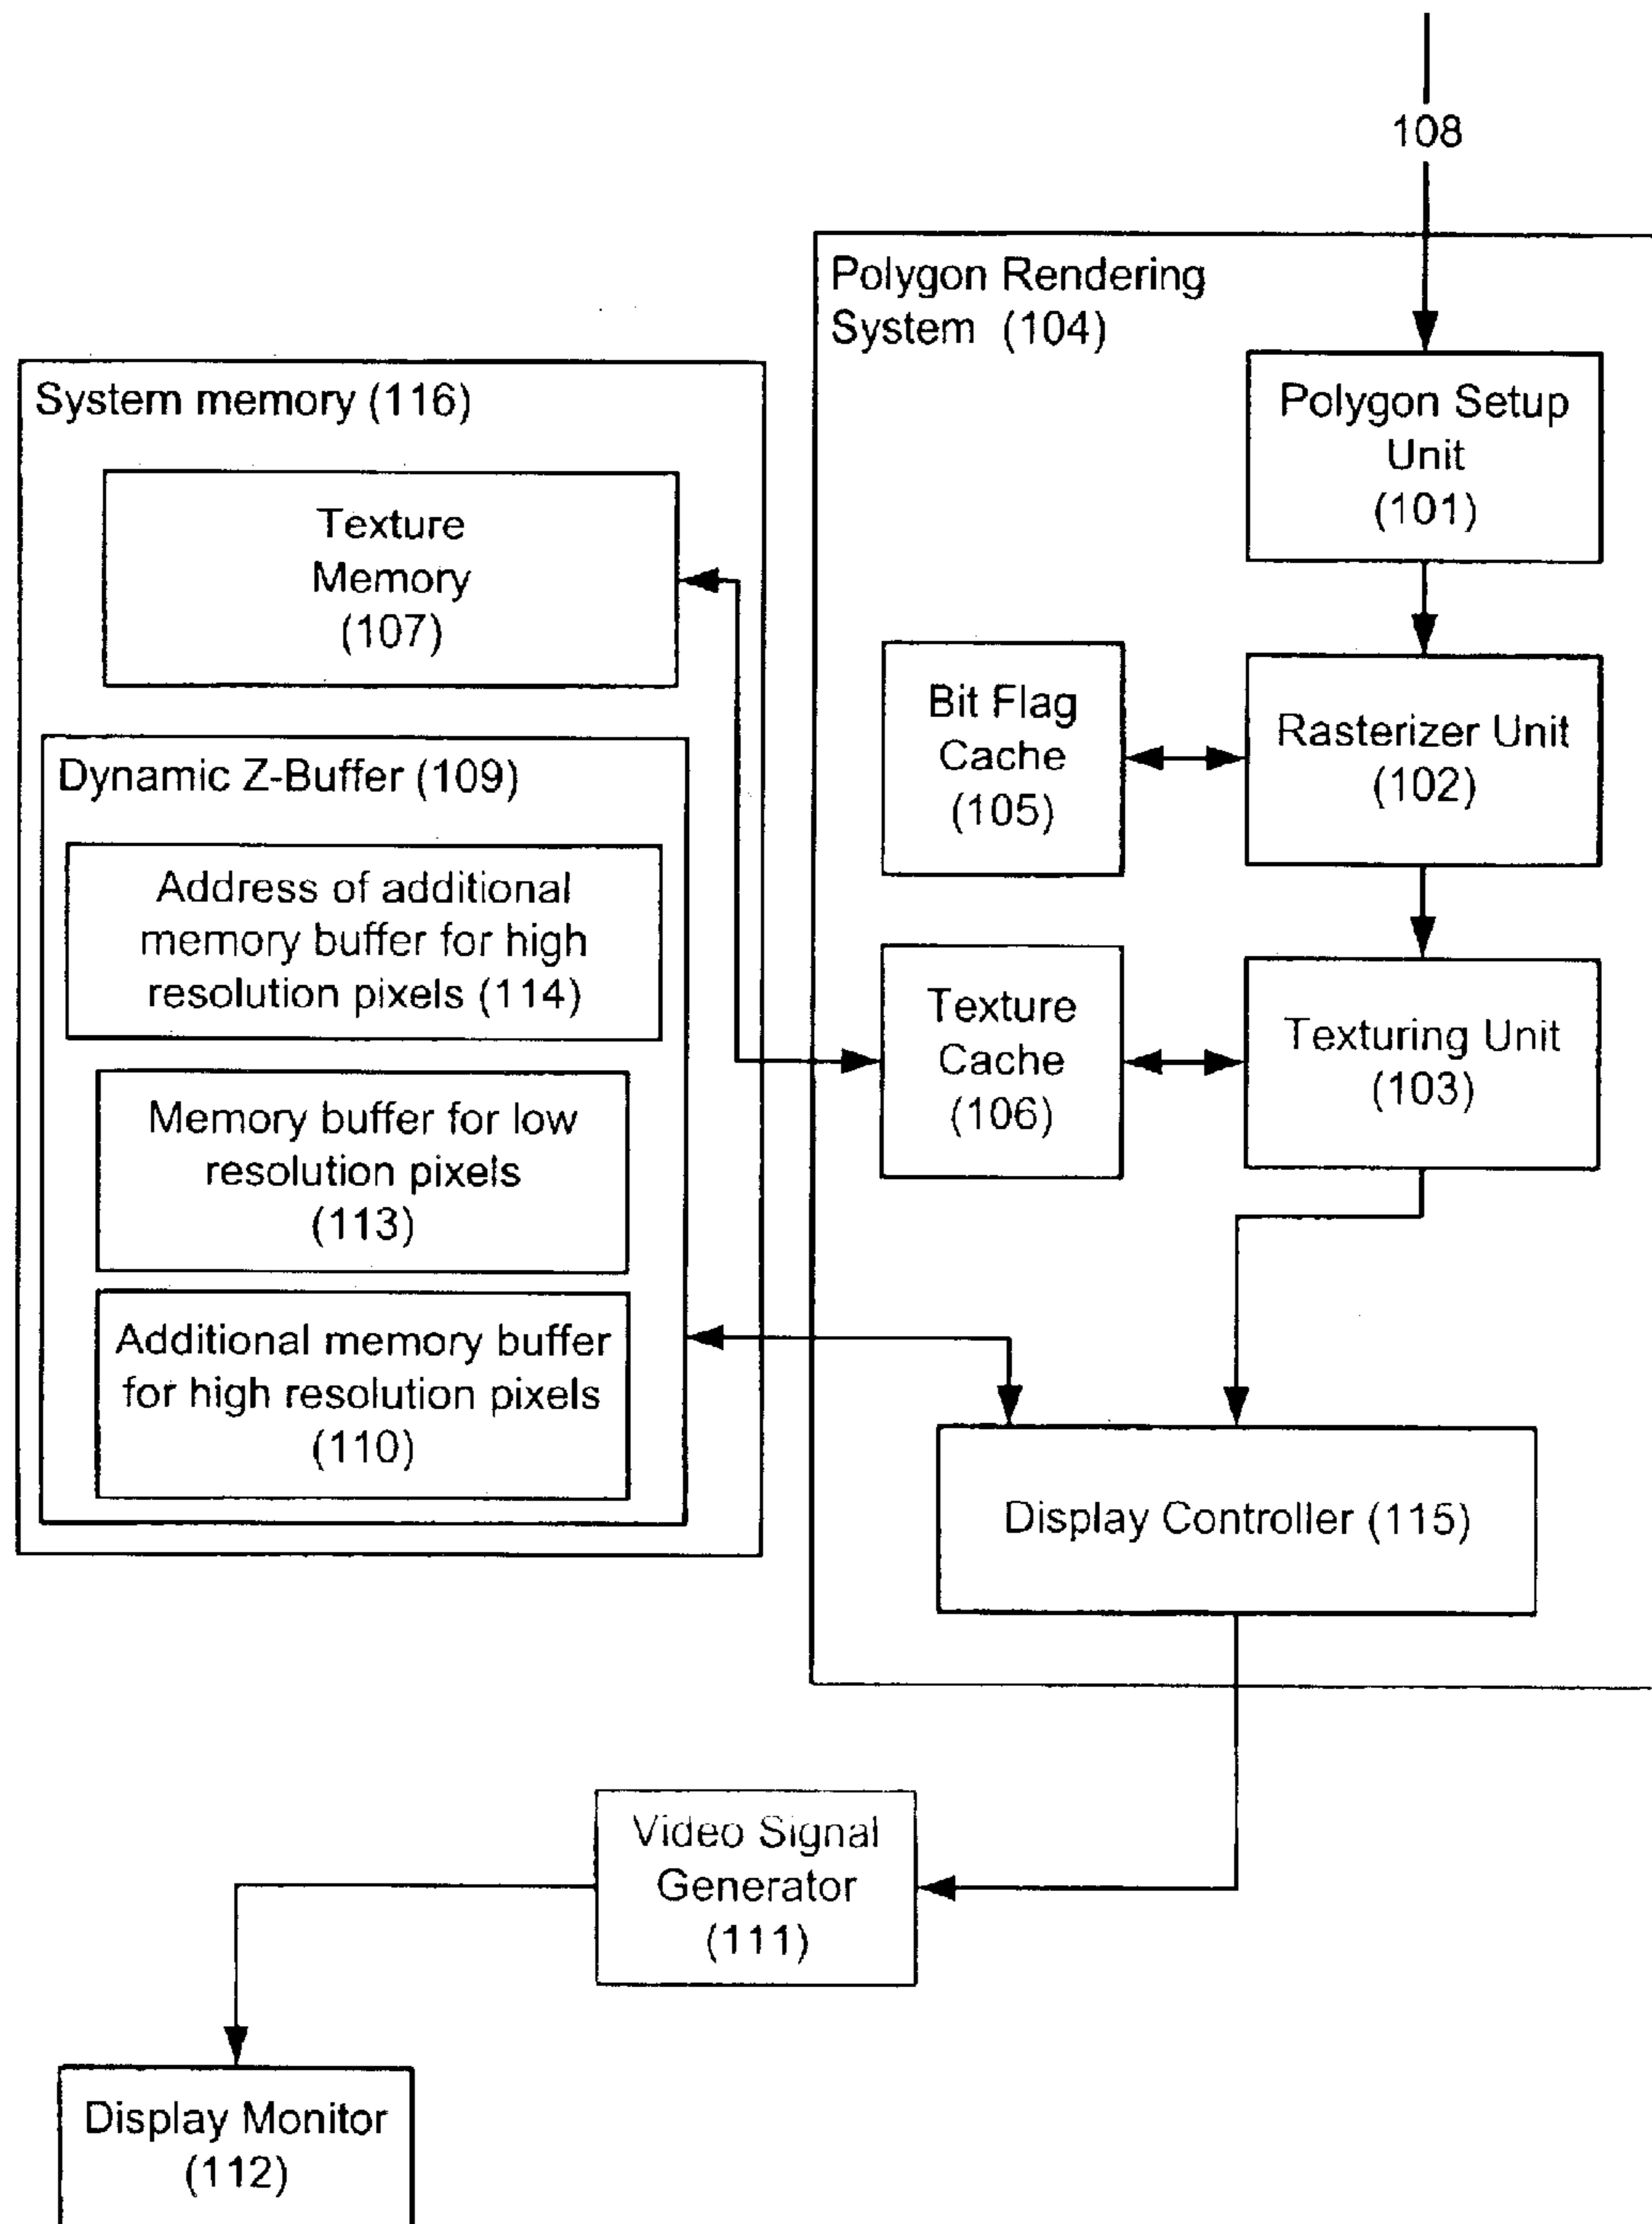 108
Polygon Rendering
System (104)
System memory (116)
Polygon Setup
Unit
(101)
Texture
Memory
(107)
Bit Flag
Cache
(105)
Rasterizer Unit
(102)
Dynamic Z-Buffer (109)
Address of additional
memory buffer for high
resolution pixels (114)
Texture
Cache
(106)
Texturing Unit
(103)
Memory buffer for low
resolution pixels
(113)
Additional memory buffer
for high resolution pixels
(110)
Display Controller (115)
Video Signal
Generator
(111)
Display Monitor
(112)